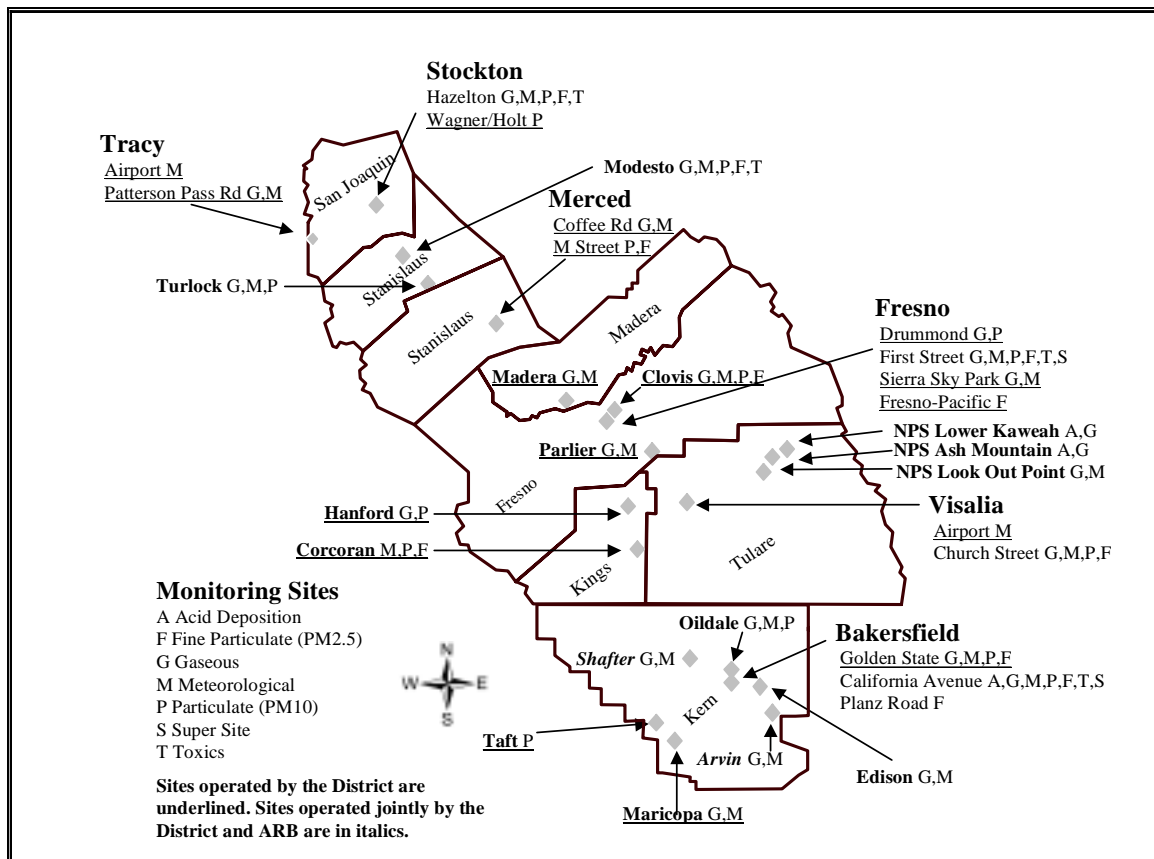 Stockton
Hazelton G,M,P,F,T
Wagner/Holt P
Tracy
Airport M
Patterson Pass Rd G,M
San Joaquin
Modesto G,M,P,F,T
Merced
Coffee Rd G,M
M Street P,F
Turlock G,M,P
Stanislaus
Stanislaus
Madera
Fresno
Drummond G,P
First Street G,M,P,F,T,S
Sierra Sky Park G,M
Fresno-Pacific F
Madera G,M
Clovis G,M,P,F
NPS Lower Kaweah A,G
NPS Ash Mountain A,G
NPS Look Out Point G,M
Parlier G,M
Fresno
Hanford G,P
Visalia
Airport M
Church Street G,M,P,F
Corcoran M,P,F
Kings
Tulare
Monitoring Sites
A Acid Deposition
F Fine Particulate (PM2.5)
G Gaseous
M Meteorological
P Particulate (PM10)
S Super Site
T Toxics
N
W E
S
Oildale G,M,P
Bakersfield
Golden State G,M,P,F
California Avenue A,G,M,P,F,T,S
Planz Road F
Shafter G,M
Kern
Taft P
Arvin G,M
Edison G,M
Maricopa G,M
Sites operated by the District are
underlined. Sites operated jointly by the
District and ARB are in italics.